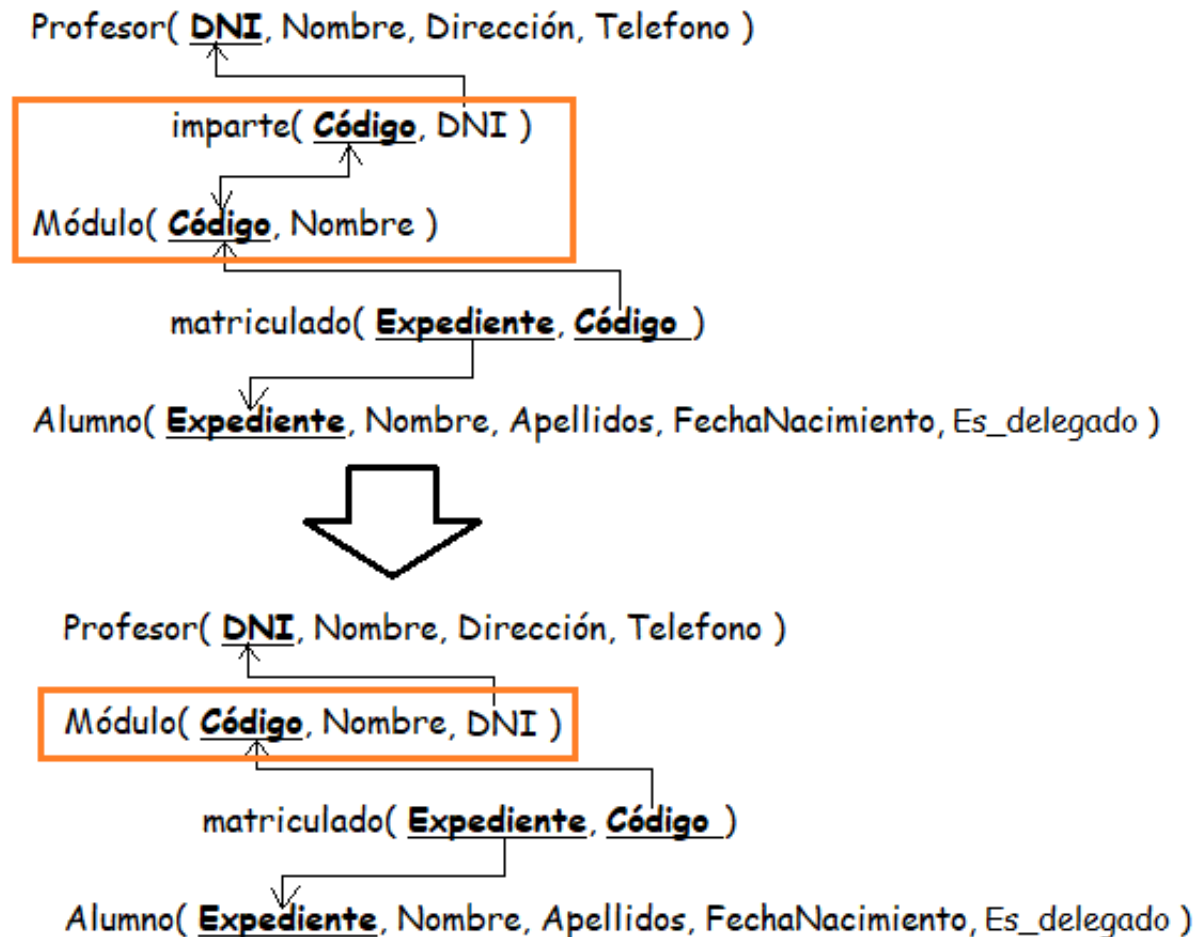 Profesor( DNI, Nombre, Dirección, Telefono )
imparte( Código, DNI )
Módulo( Código, Nombre )
matriculado( Expediente, Código )
Alumno( Expediente, Nombre, Apellidos, FechaNacimiento, Es_delegado )
Profesor( DNI, Nombre, Dirección, Telefono )
Módulo( Código, Nombre, DNI )
matriculado( Expediente, Código )
Alumno( Expediente, Nombre, Apellidos, FechaNacimiento, Es_delegado )